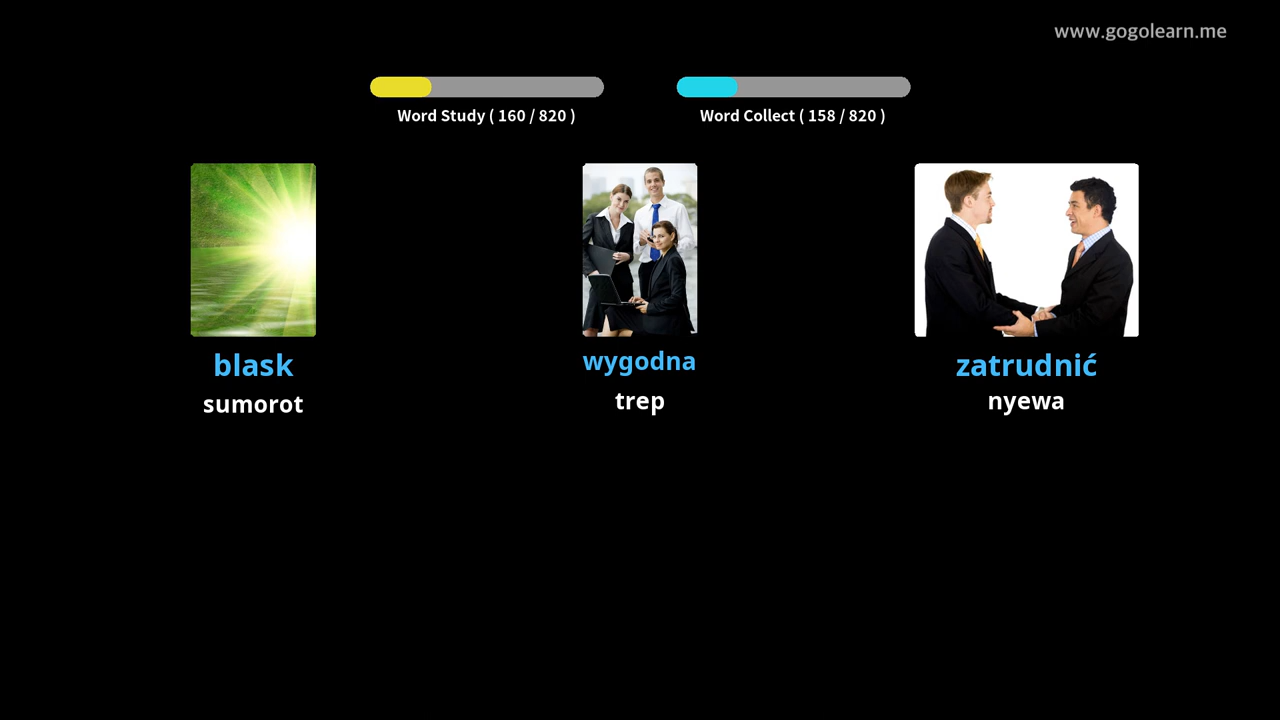 www.gogolearn.me
Word Study ( 160 / 820 )
Word Collect ( 158 / 820 )
blask
sumorot
wygodna
trep
zatrudnić
nyewa